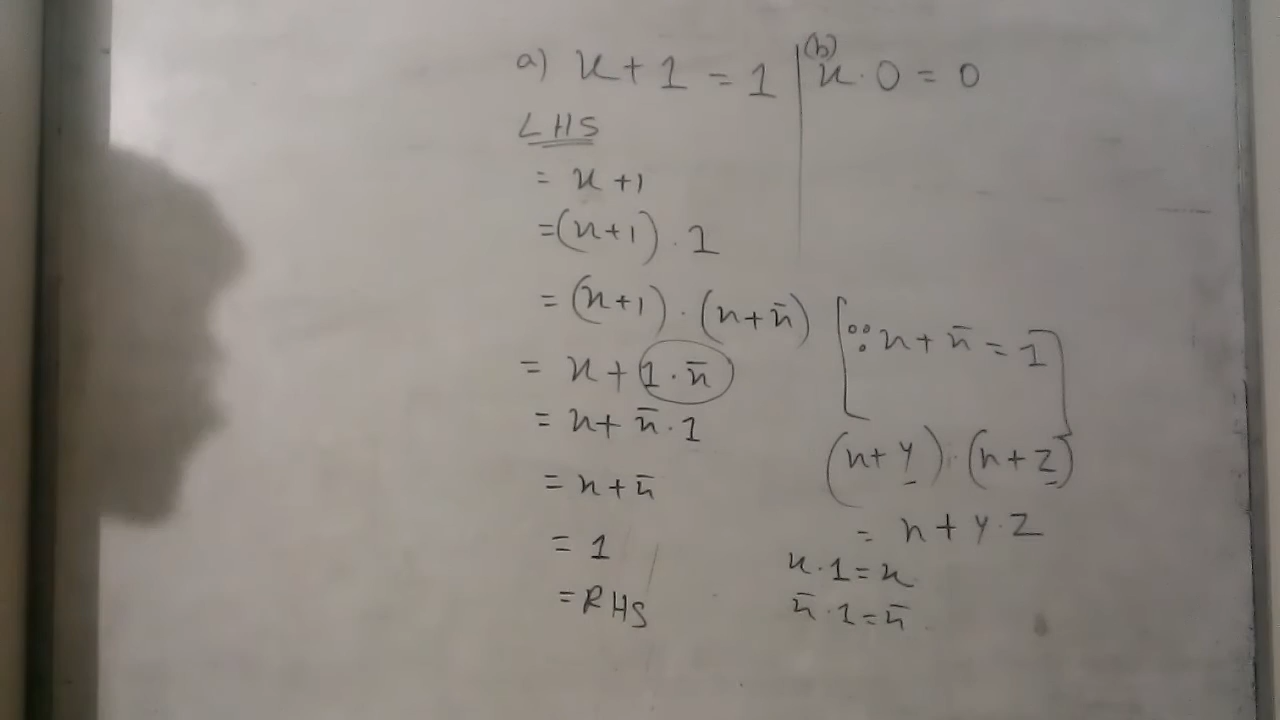 a) x + 1 = 1
(b)
x · 0 = 0
LHS
= x + 1
= (x + 1) · 1
= (x + 1) · (x + x̄) [∵ x + x̄ = 1]
= x + 1 · x̄
= x + x̄ · 1
= x + x̄
= 1
= RHS
(x + y) · (x + z)
= x + y · z
x · 1 = x
x̄ · 1 = x̄